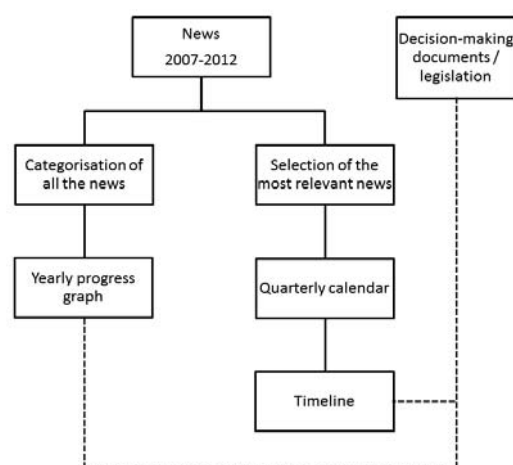 News
2007-2012
Decision-making
documents /
legislation
Categorisation of
all the news
Selection of the
most relevant news
Yearly progress
graph
Quarterly calendar
Timeline